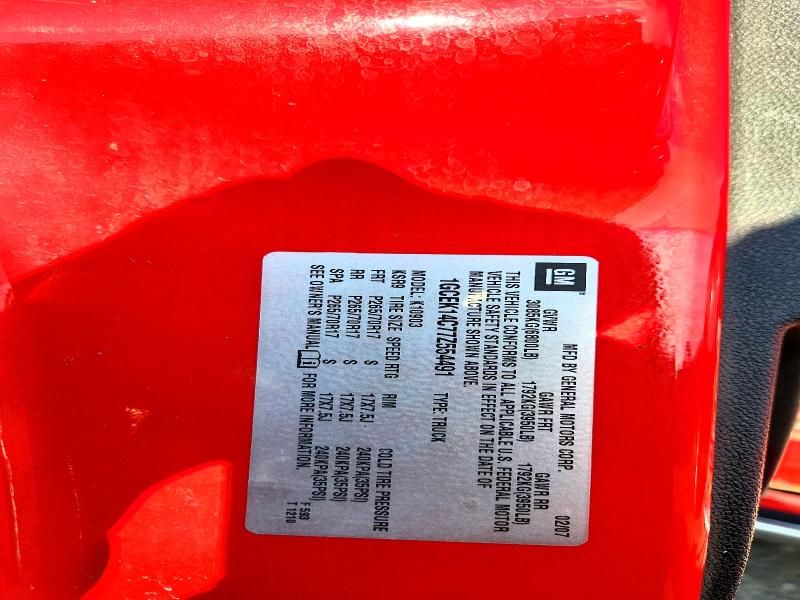 GM
MFD BY GENERAL MOTORS CORP. 02/07
GVWR GAWR FRT GAWR RR
3085KG(6800LB) 1792KG(3950LB) 1792KG(3950LB)
THIS VEHICLE CONFORMS TO ALL APPLICABLE U.S. FEDERAL MOTOR
VEHICLE SAFETY STANDARDS IN EFFECT ON THE DATE OF
MANUFACTURE SHOWN ABOVE.
1GCEK14C77Z554491 TYPE: TRUCK
MODEL: K10903
KSR9 TIRE SIZE SPEED RTG RIM COLD TIRE PRESSURE
FRT P265/70R17 S 17X7.5J 240KPA(35PSI)
RR P265/70R17 S 17X7.5J 240KPA(35PSI)
SPA P265/70R17 S 17X7.5J 240KPA(35PSI)
SEE OWNER'S MANUAL FOR MORE INFORMATION.
F 593
T 1210